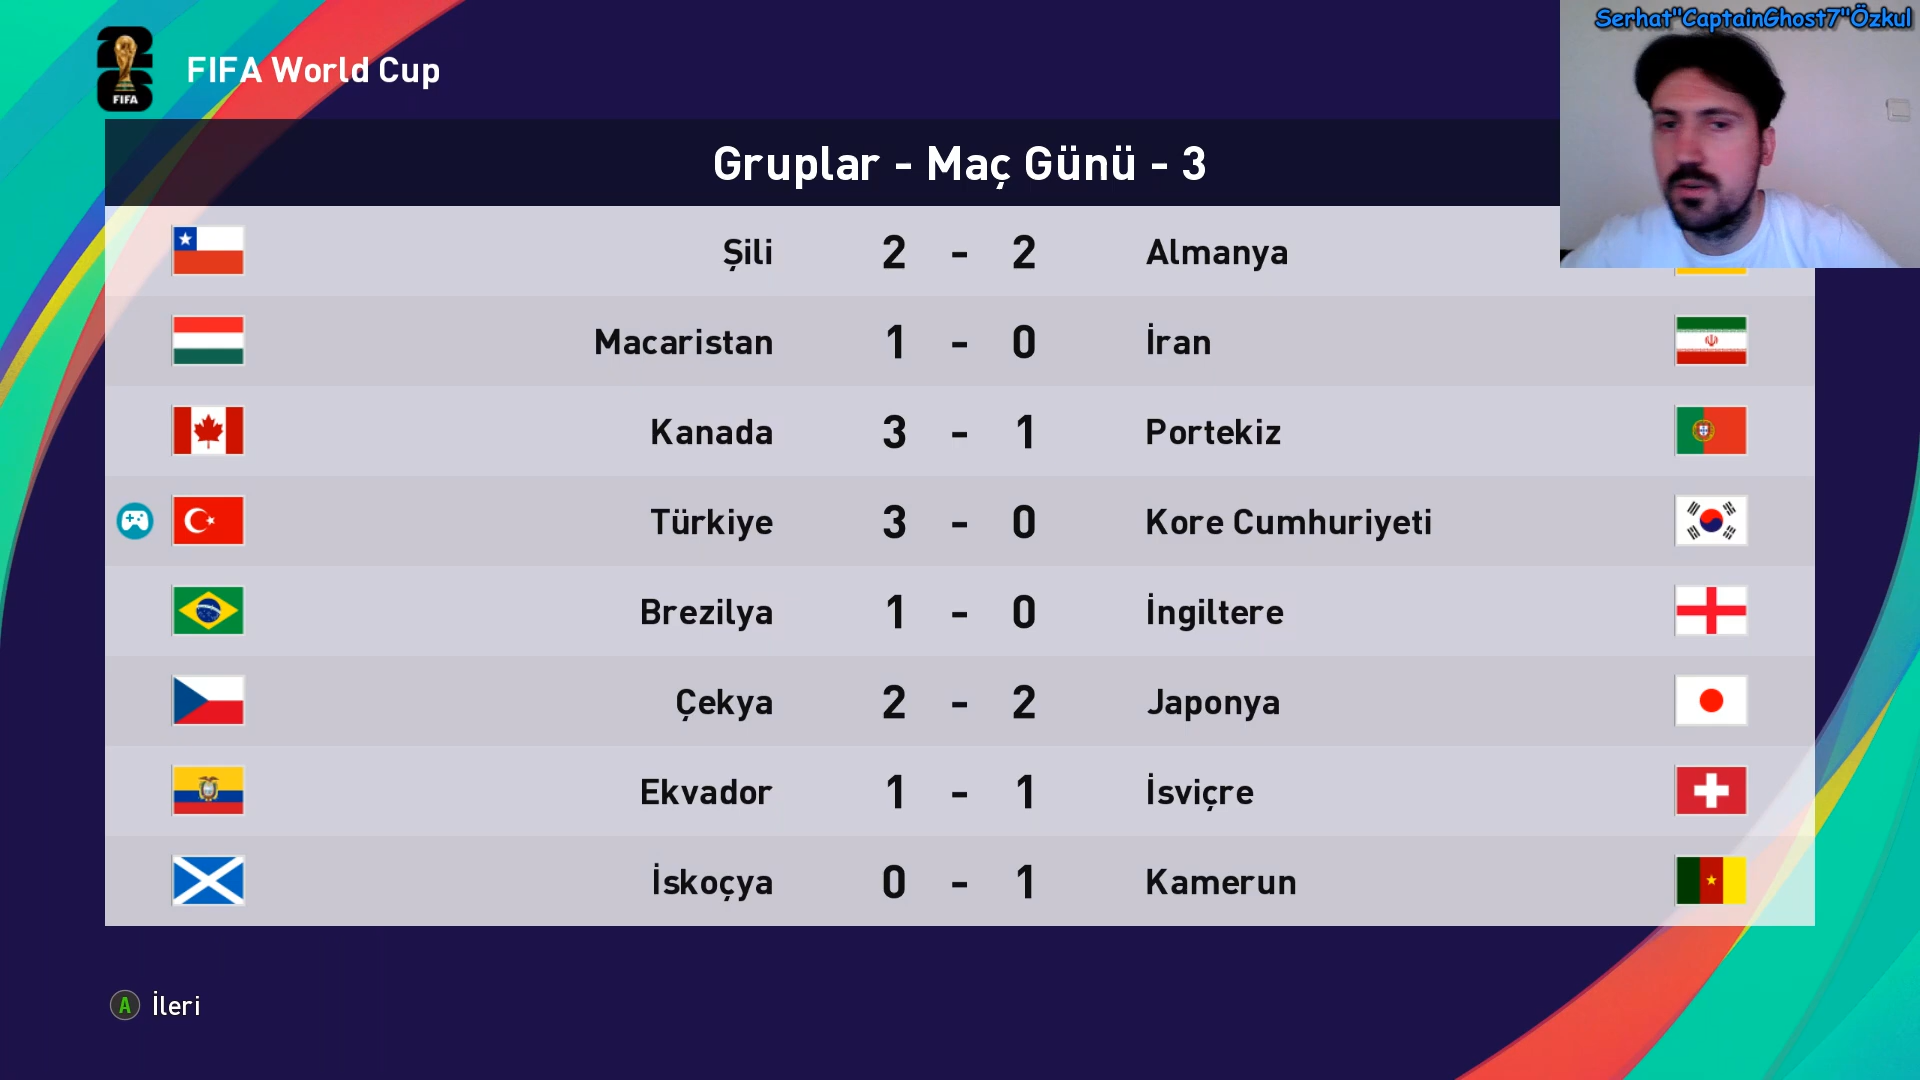 Serhat"CaptainGhost7"Özkul
FIFA
FIFA World Cup
Gruplar - Maç Günü - 3
Şili 2 - 2 Almanya
Macaristan 1 - 0 İran
Kanada 3 - 1 Portekiz
Türkiye 3 - 0 Kore Cumhuriyeti
Brezilya 1 - 0 İngiltere
Çekya 2 - 2 Japonya
Ekvador 1 - 1 İsviçre
İskoçya 0 - 1 Kamerun
A İleri